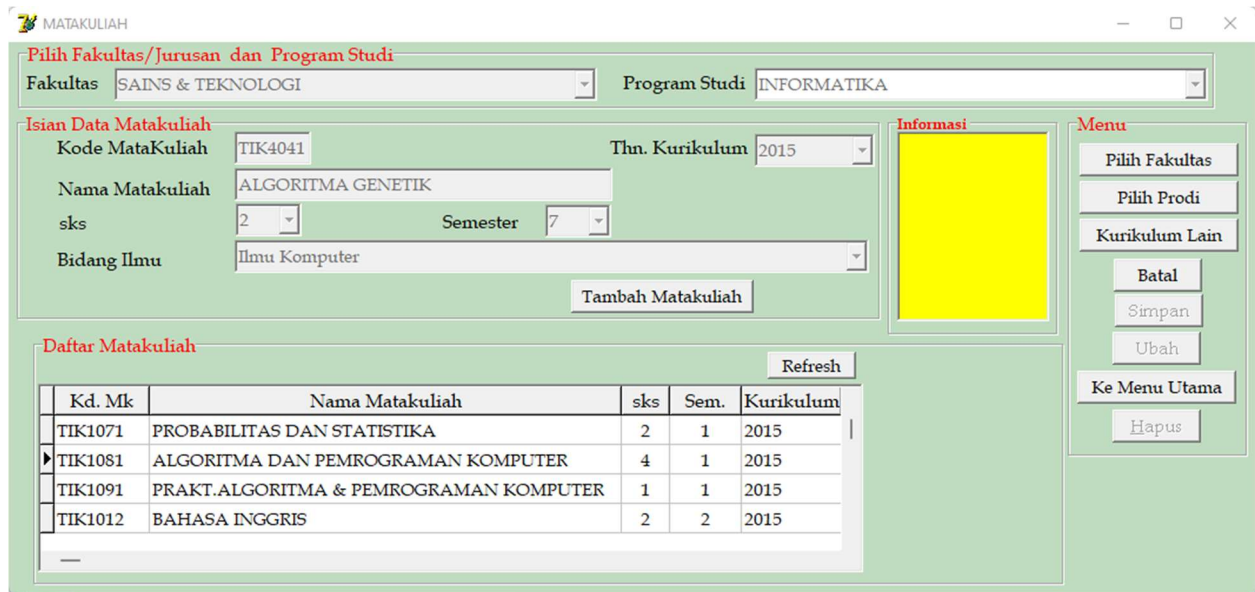 MATAKULIAH
Pilih Fakultas/Jurusan dan Program Studi
Fakultas SAINS & TEKNOLOGI Program Studi INFORMATIKA
Isian Data Matakuliah Informasi Menu
Kode MataKuliah TIK4041 Thn. Kurikulum 2015
Pilih Fakultas
Nama Matakuliah ALGORITMA GENETIK
Pilih Prodi
sks 2 Semester 7
Kurikulum Lain
Bidang Ilmu Ilmu Komputer
Batal
Tambah Matakuliah
Simpan
Ubah
Ke Menu Utama
Hapus
Daftar Matakuliah
Refresh
Kd. Mk Nama Matakuliah sks Sem. Kurikulum
TIK1071 PROBABILITAS DAN STATISTIKA 2 1 2015
TIK1081 ALGORITMA DAN PEMROGRAMAN KOMPUTER 4 1 2015
TIK1091 PRAKT.ALGORITMA & PEMROGRAMAN KOMPUTER 1 1 2015
TIK1012 BAHASA INGGRIS 2 2 2015